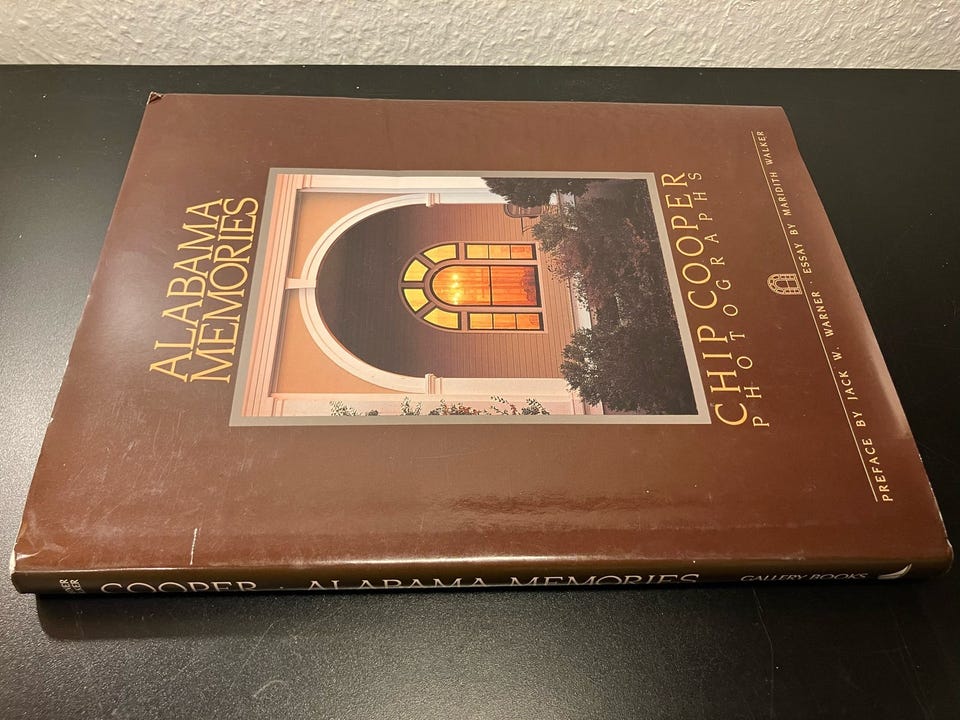 ALABAMA
MEMORIES
CHIP COOPER
PHOTOGRAPHS
PREFACE BY JACK W. WARNER ESSAY BY MARIDITH WALKER
COOPER · ALABAMA MEMORIES GALLERY BOOKS